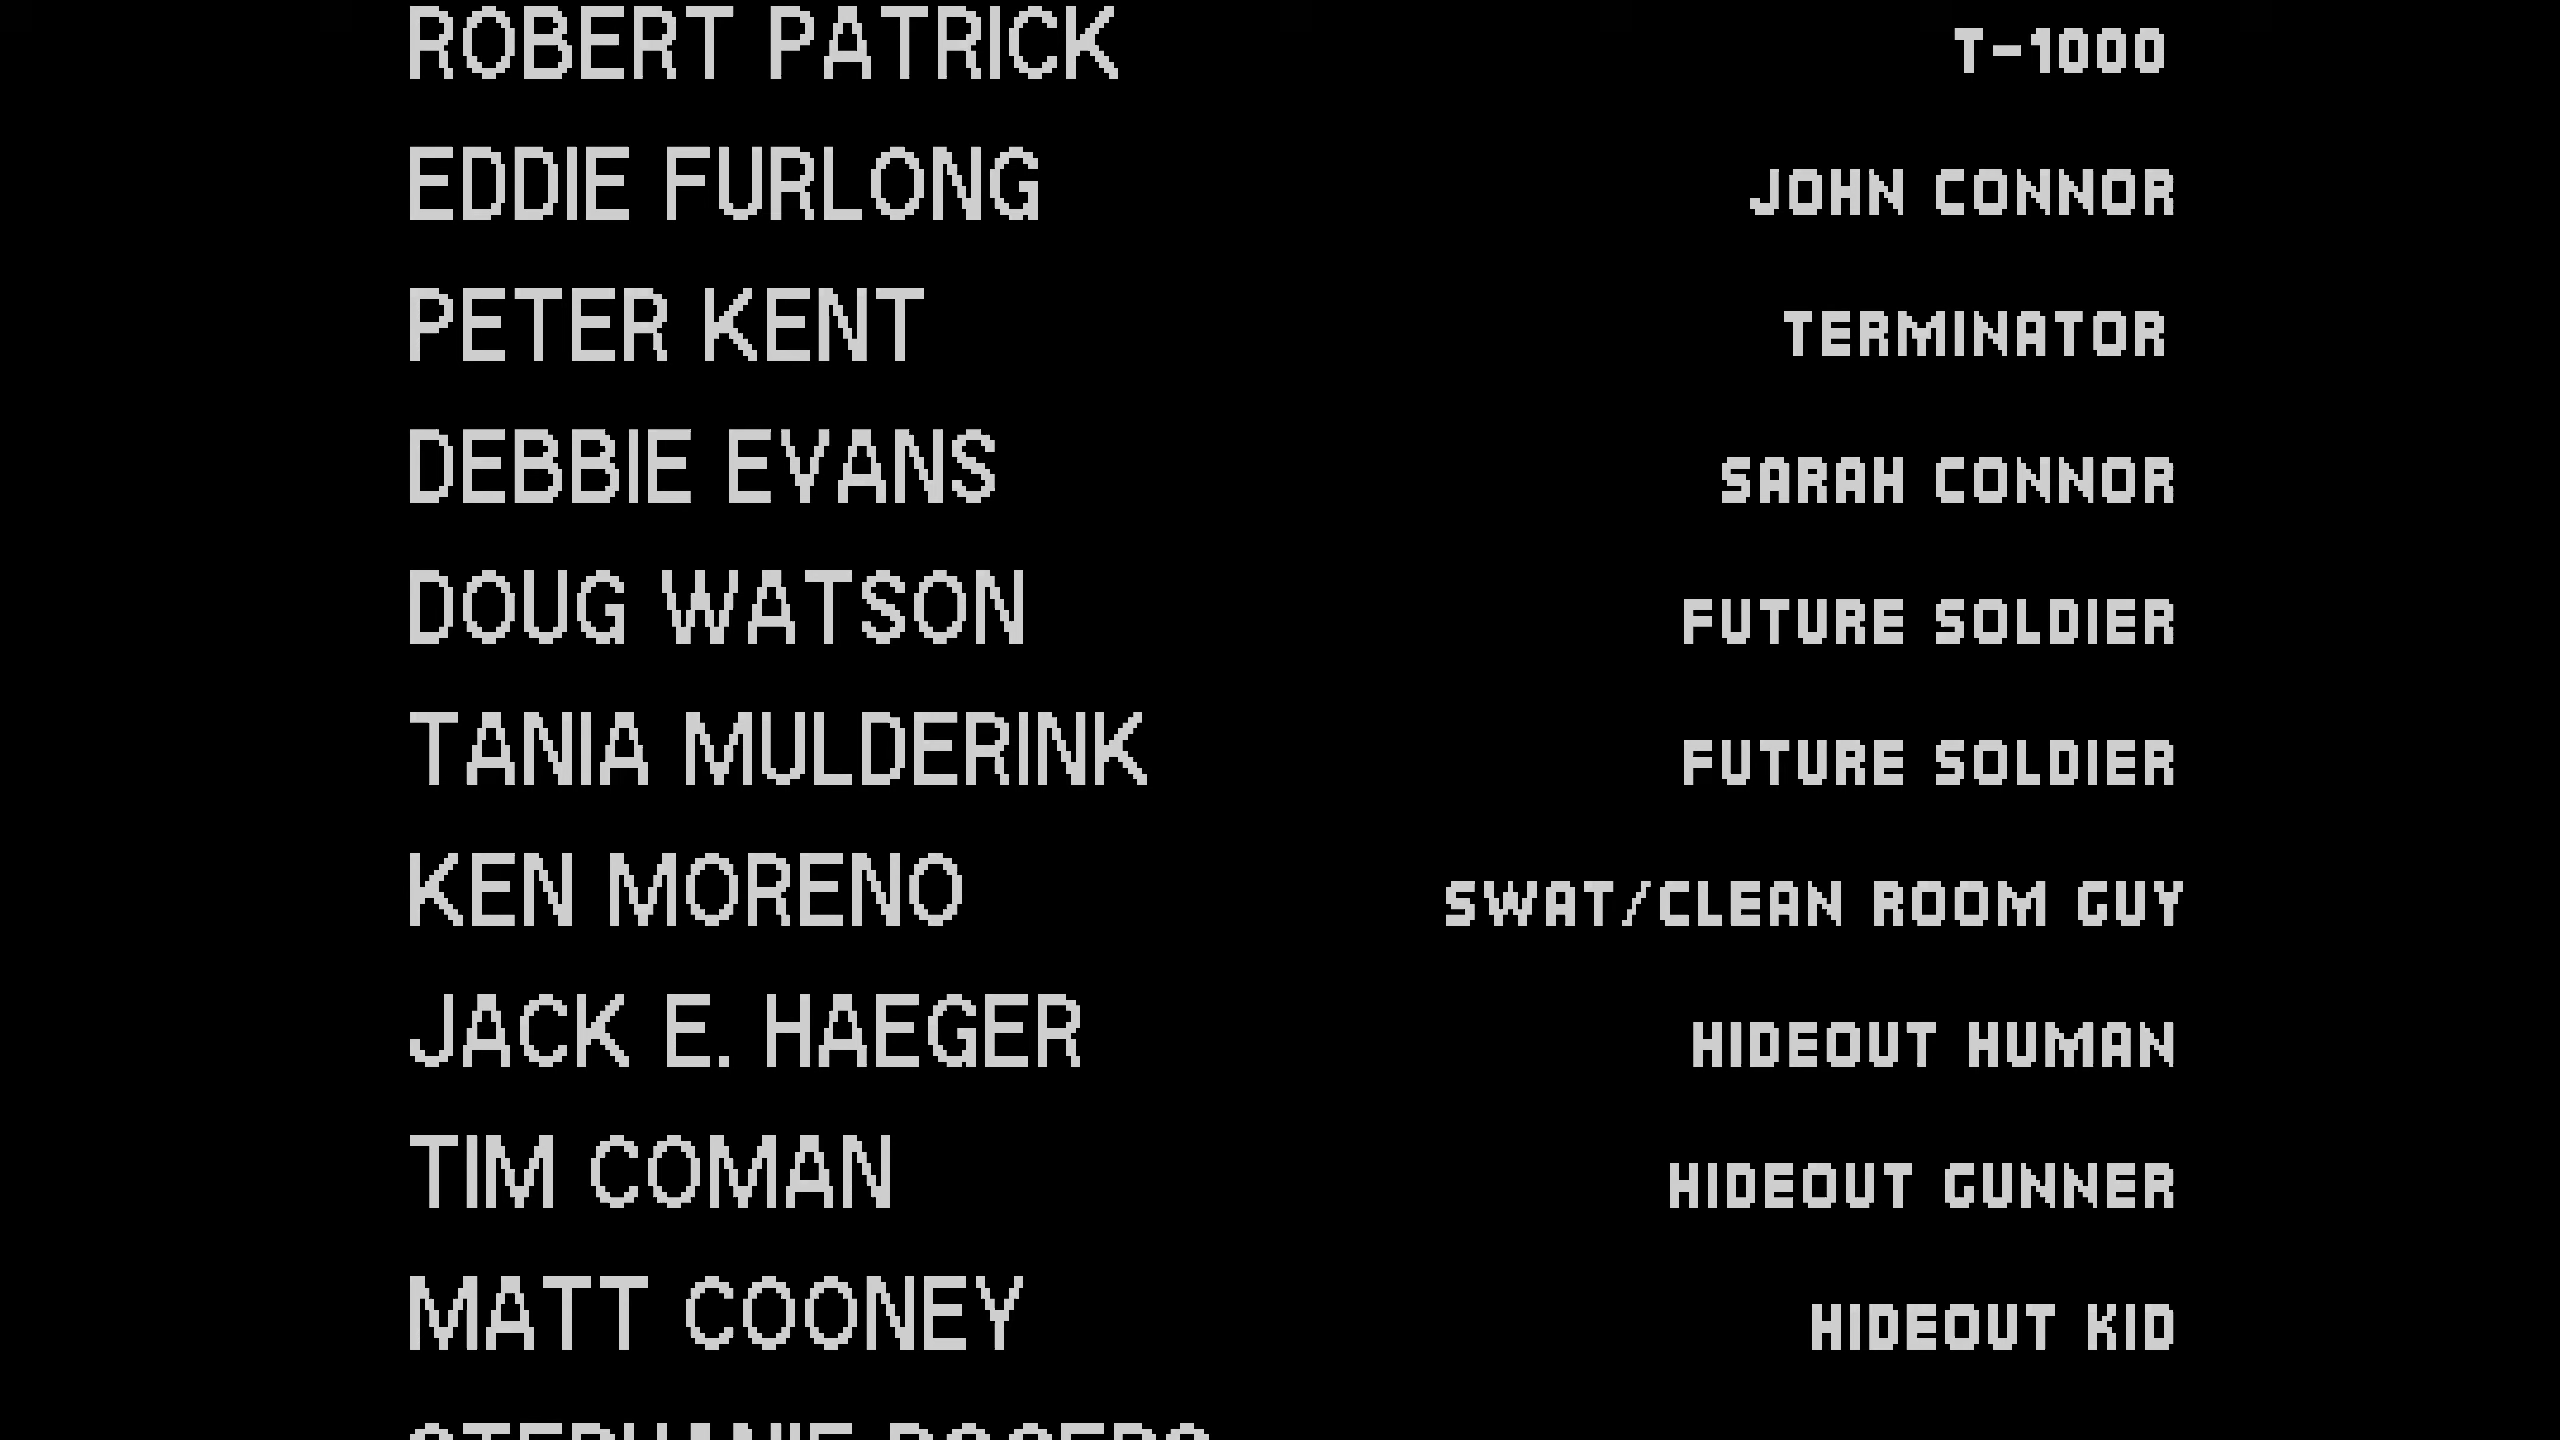 ROBERT PATRICK T-1000
EDDIE FURLONG JOHN CONNOR
PETER KENT TERMINATOR
DEBBIE EVANS SARAH CONNOR
DOUG WATSON FUTURE SOLDIER
TANIA MULDERINK FUTURE SOLDIER
KEN MORENO SWAT/CLEAN ROOM GUY
JACK E. HAEGER HIDEOUT HUMAN
TIM COMAN HIDEOUT GUNNER
MATT COONEY HIDEOUT KID